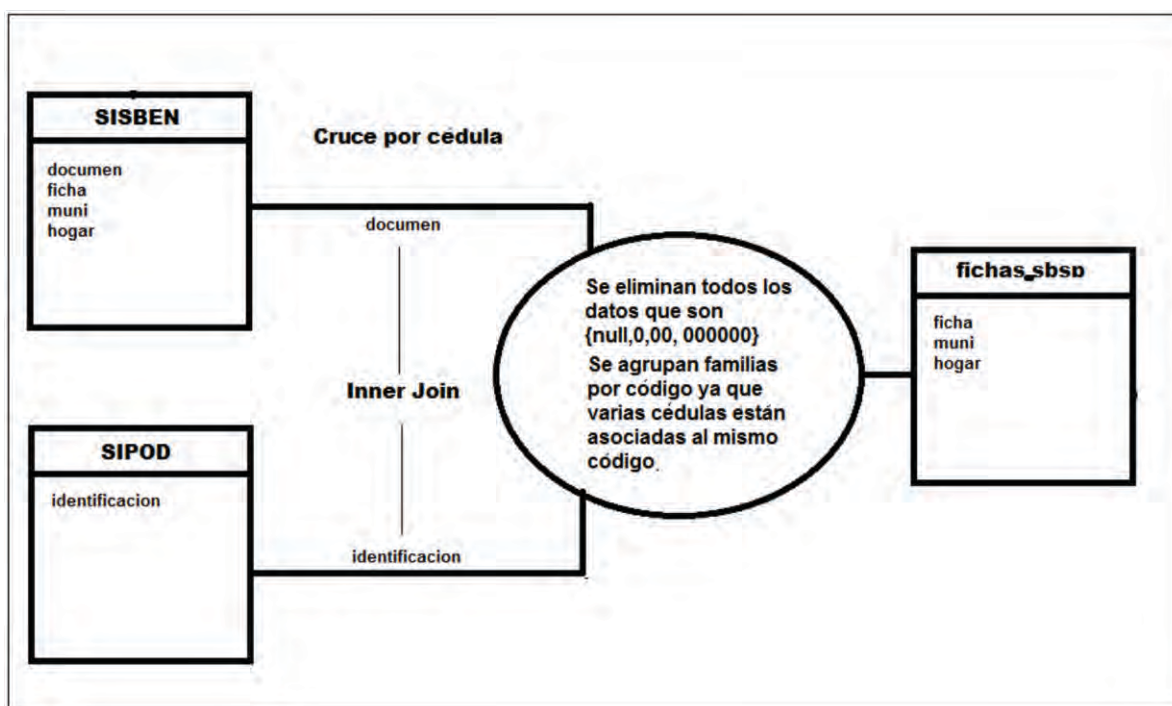 SISBEN
documen
ficha
muni
hogar
Cruce por cédula
documen
Inner Join
identificacion
SIPOD
identificacion
Se eliminan todos los
datos que son
{null,0,00, 000000}
Se agrupan familias
por código ya que
varias cédulas están
asociadas al mismo
código.
fichas_sbsp
ficha
muni
hogar